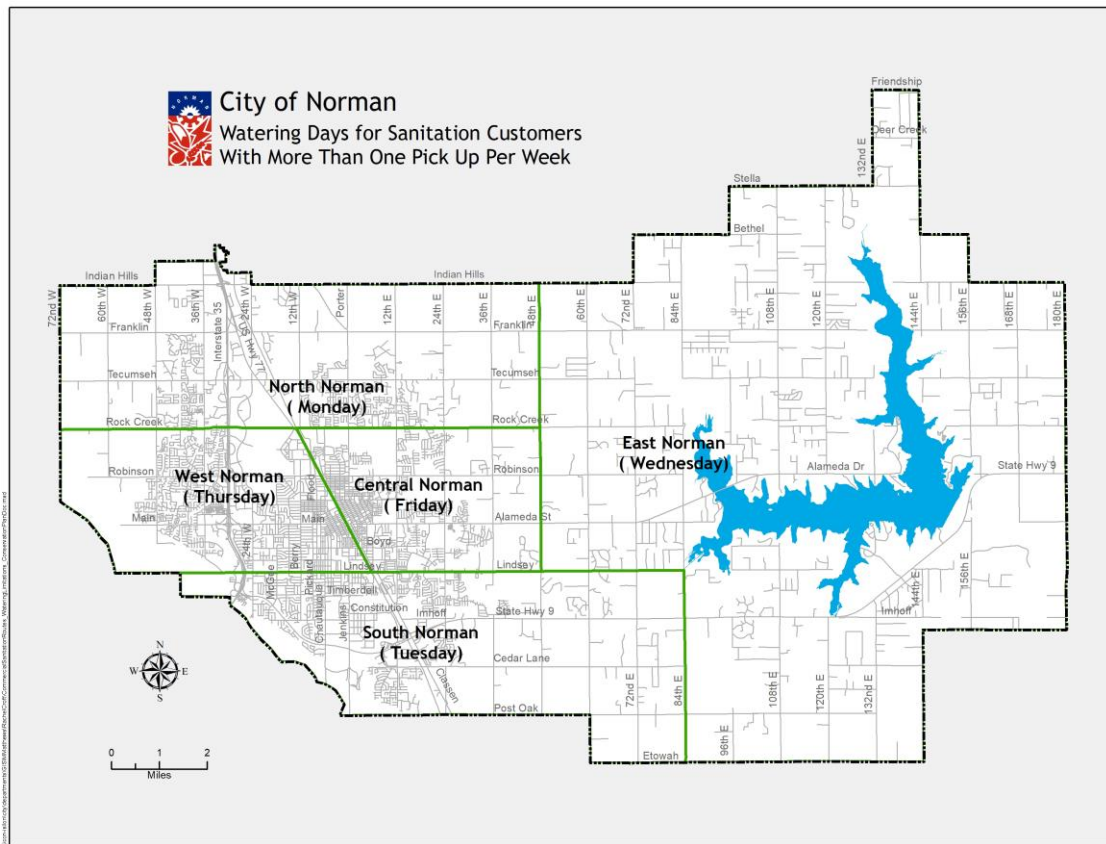 City of Norman
Watering Days for Sanitation Customers
With More Than One Pick Up Per Week
NORMAN
Friendship
Deer Creek
132nd E
Stella
Bethel
Indian Hills
Indian Hills
72nd W
60th W
48th W
36th W
Interstate 35
24th W
US Hwy 77
12th W
Porter
12th E
24th E
36th E
48th E
60th E
72nd E
84th E
108th E
120th E
144th E
156th E
168th E
180th E
Franklin
Franklin
Tecumseh
Tecumseh
North Norman
( Monday)
Rock Creek
Rock Creek
East Norman
( Wednesday)
Robinson
West Norman
( Thursday)
Flood
Central Norman
( Friday)
Robinson
Alameda Dr
State Hwy 9
Main
Main
Alameda St
24th W
Boyd
Berry
Lindsey
Lindsey
McGee
Pickard
Chautauqua
Timberdell
Jenkins
Constitution
Imhoff
State Hwy 9
144th E
156th E
Imhoff
South Norman
( Tuesday)
Cedar Lane
Classen
Post Oak
72nd E
84th E
108th E
120th E
132nd E
96th E
Etowah
N
W
E
S
0
1
2
Miles